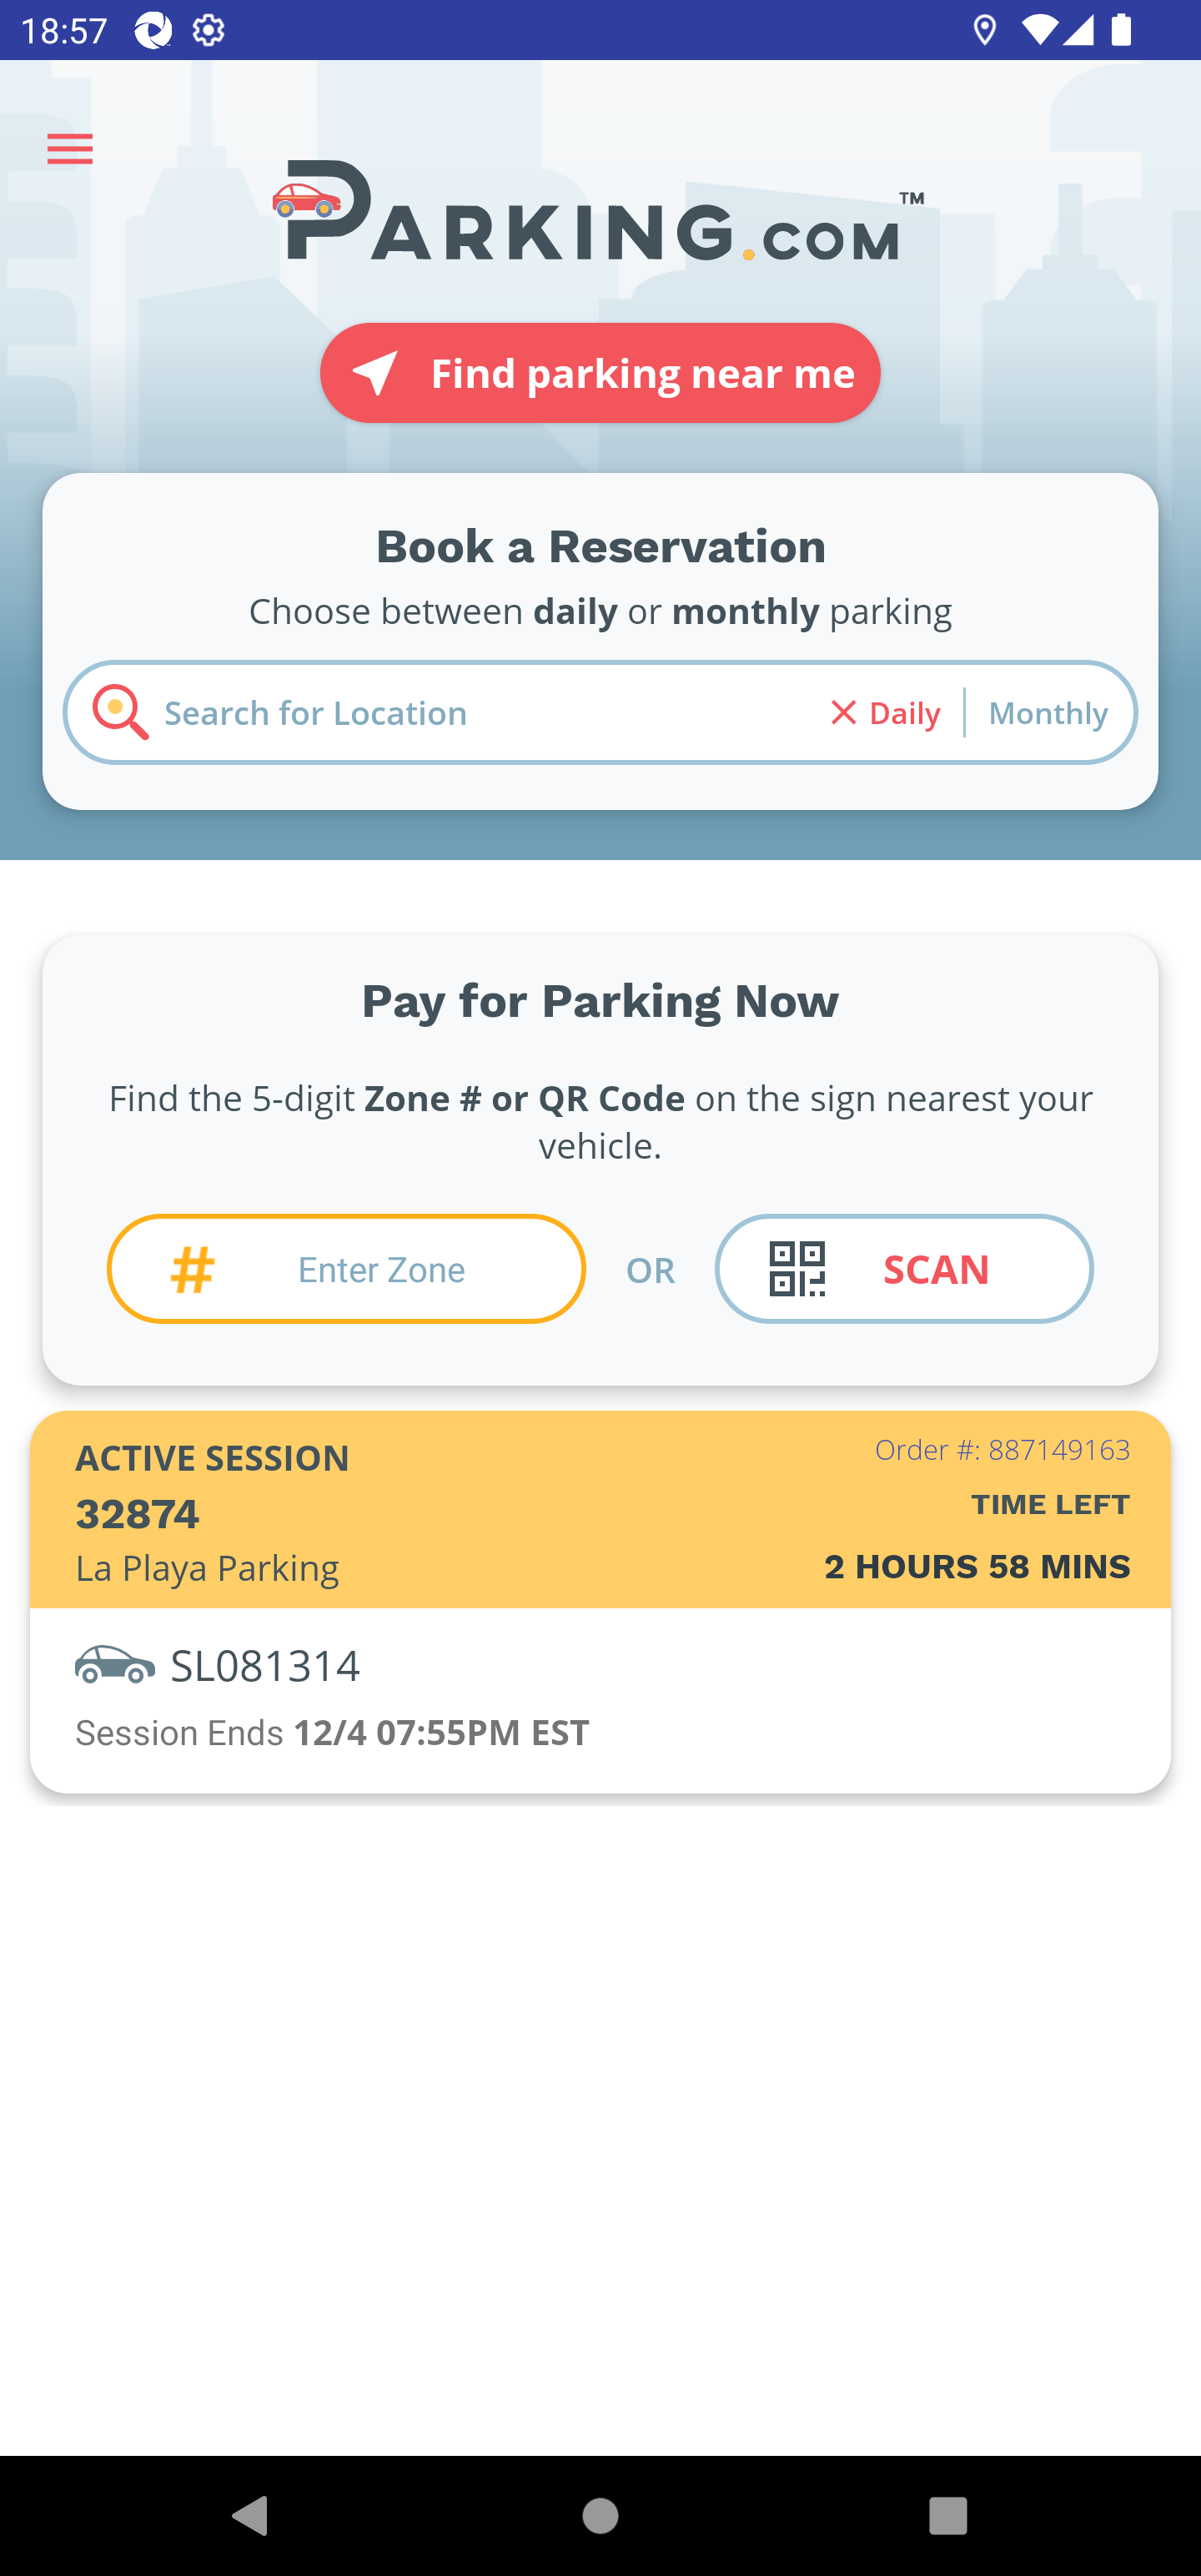 18:57
PARKING.COM™
Find parking near me
Book a Reservation
Choose between daily or monthly parking
Search for Location
Daily
Monthly
Pay for Parking Now
Find the 5-digit Zone # or QR Code on the sign nearest your
vehicle.
# Enter Zone
OR
SCAN
ACTIVE SESSION
Order #: 887149163
32874
TIME LEFT
La Playa Parking
2 HOURS 58 MINS
SL081314
Session Ends 12/4 07:55PM EST